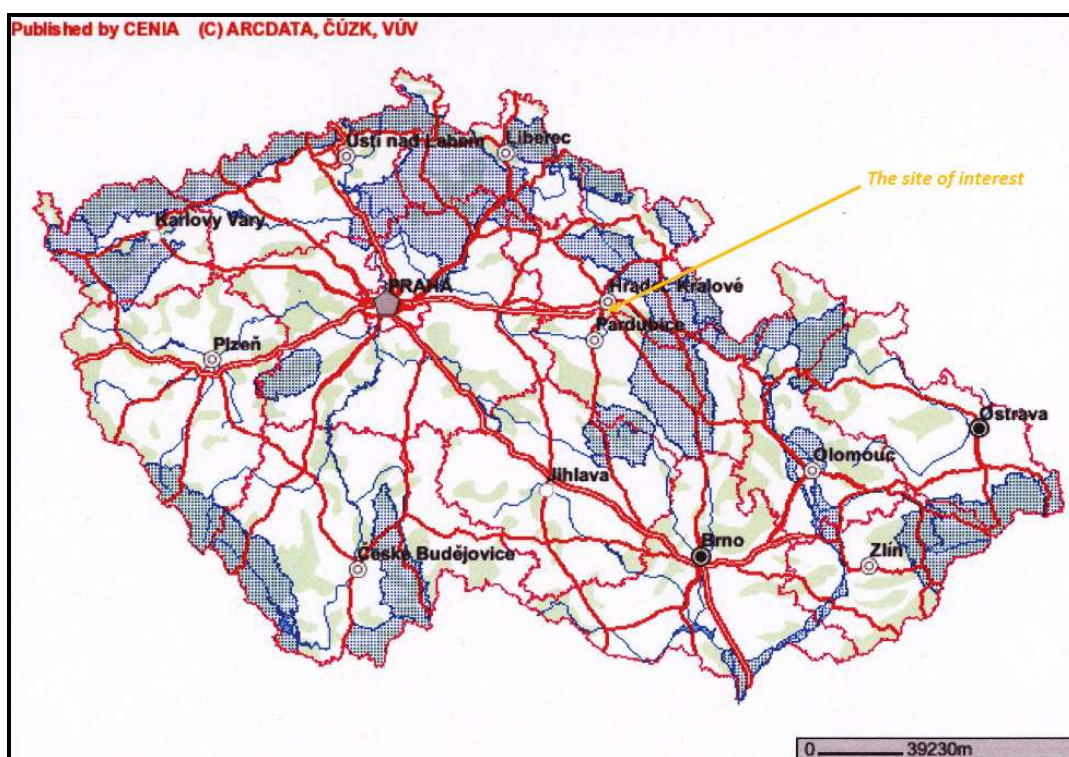 Published by CENIA (C) ARCDATA, ČÚZK, VÚV
Ústí nad Labem
Liberec
The site of interest
Karlovy Vary
PRAHA
Hradec Králové
Pardubice
Plzeň
Ostrava
Olomouc
Jihlava
Brno
Zlín
České Budějovice
0 39230m